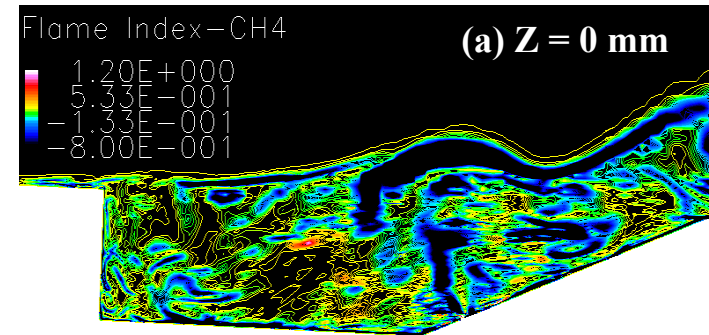 Flame Index-CH4
(a) Z = 0 mm
1.20E+000
5.33E-001
-1.33E-001
-8.00E-001